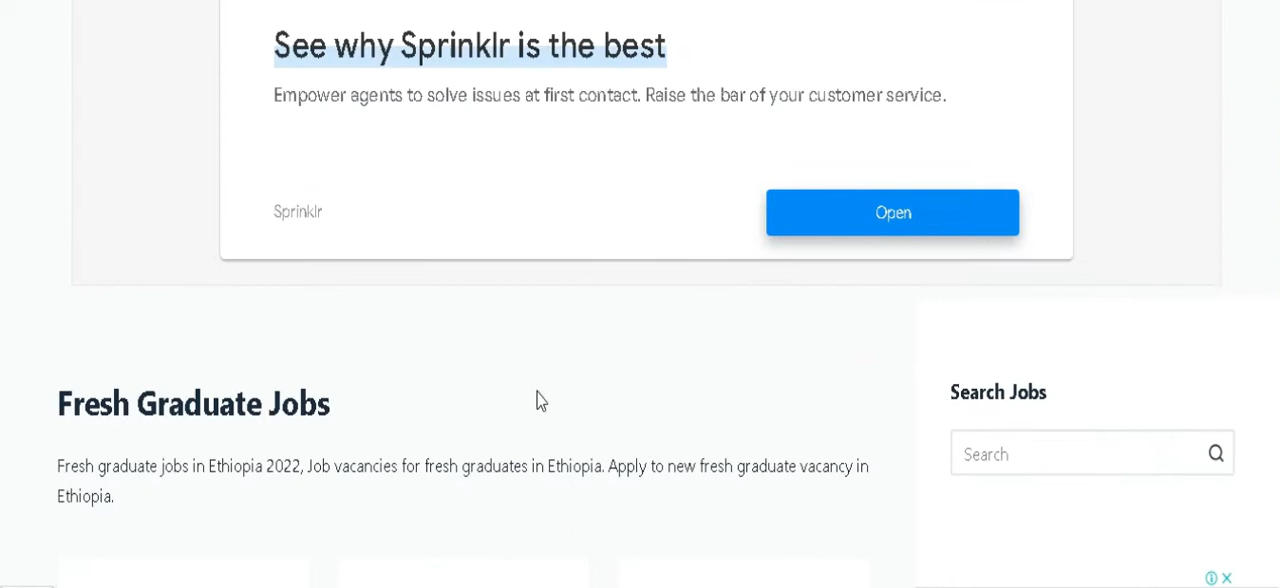 See why Sprinklr is the best
Empower agents to solve issues at first contact. Raise the bar of your customer service.
Sprinklr
Open
Fresh Graduate Jobs
Fresh graduate jobs in Ethiopia 2022, Job vacancies for fresh graduates in Ethiopia. Apply to new fresh graduate vacancy in
Ethiopia.
Search Jobs
Search